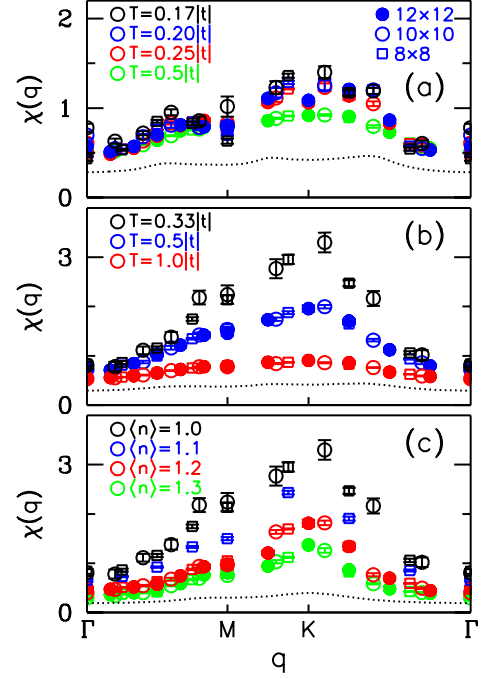 T=0.17|t|
T=0.20|t|
T=0.25|t|
T=0.5|t|
12×12
10×10
8×8
(a)
2
1
0
χ(q)
T=0.33|t|
T=0.5|t|
T=1.0|t|
(b)
3
0
χ(q)
⟨n⟩=1.0
⟨n⟩=1.1
⟨n⟩=1.2
⟨n⟩=1.3
(c)
3
0
χ(q)
Γ M K Γ
q